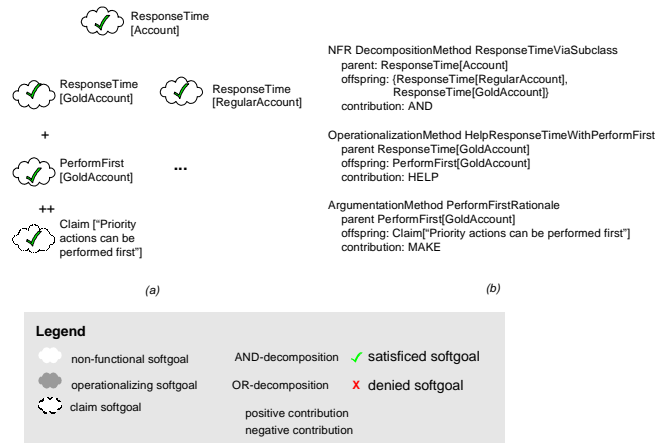 ResponseTime
[Account]
ResponseTime
[GoldAccount]
ResponseTime
[RegularAccount]
+
PerformFirst
[GoldAccount]
...
++
Claim ["Priority
actions can be
performed first"]
(a)
NFR DecompositionMethod ResponseTimeViaSubclass
parent: ResponseTime[Account]
offspring: {ResponseTime[RegularAccount],
ResponseTime[GoldAccount]}
contribution: AND
OperationalizationMethod HelpResponseTimeWithPerformFirst
parent ResponseTime[GoldAccount]
offspring: PerformFirst[GoldAccount]
contribution: HELP
ArgumentationMethod PerformFirstRationale
parent PerformFirst[GoldAccount]
offspring: Claim["Priority actions can be performed first"]
contribution: MAKE
(b)
Legend
non-functional softgoal
operationalizing softgoal
claim softgoal
AND-decomposition
OR-decomposition
positive contribution
negative contribution
satisficed softgoal
X denied softgoal